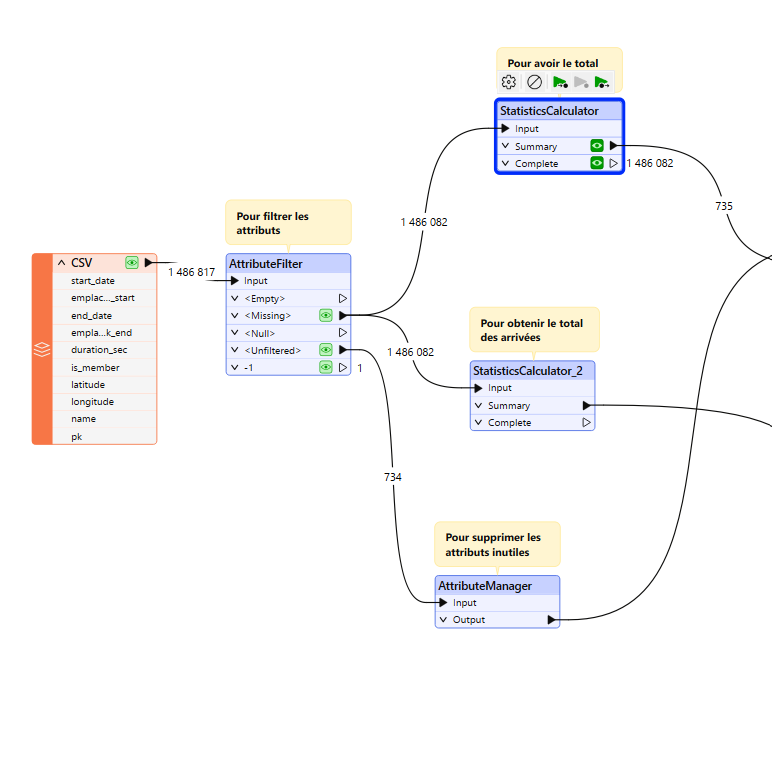 Pour avoir le total
StatisticsCalculator
Input
Summary
Complete
1 486 082
735
1 486 082
Pour filtrer les
attributs
CSV
start_date
emplac..._start
end_date
empla...k_end
duration_sec
is_member
latitude
longitude
name
pk
1 486 817
AttributeFilter
Input
<Empty>
<Missing>
<Null>
<Unfiltered>
-1
1
1 486 082
Pour obtenir le total
des arrivées
StatisticsCalculator_2
Input
Summary
Complete
734
Pour supprimer les
attributs inutiles
AttributeManager
Input
Output